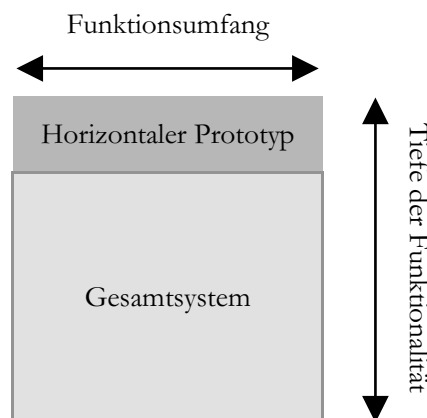 Funktionsumfang
Horizontaler Prototyp
Tiefe der Funktionalität
Gesamtsystem